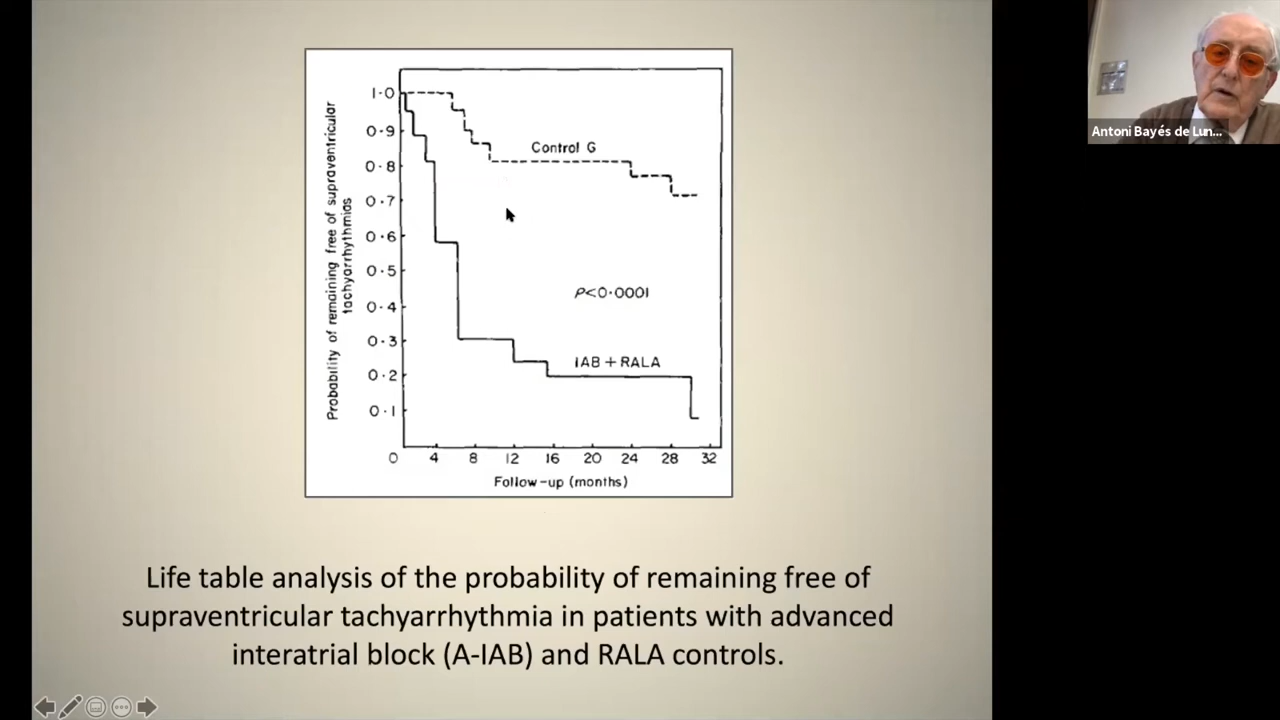 Antoni Bayés de Lun...
Probability of remaining free of supraventricular
tachyarrhythmias
1·0
0·9
0·8
0·7
0·6
0·5
0·4
0·3
0·2
0·1
Control G
P<0·0001
IAB + RALA
0 4 8 12 16 20 24 28 32
Follow-up (months)
Life table analysis of the probability of remaining free of
supraventricular tachyarrhythmia in patients with advanced
interatrial block (A-IAB) and RALA controls.